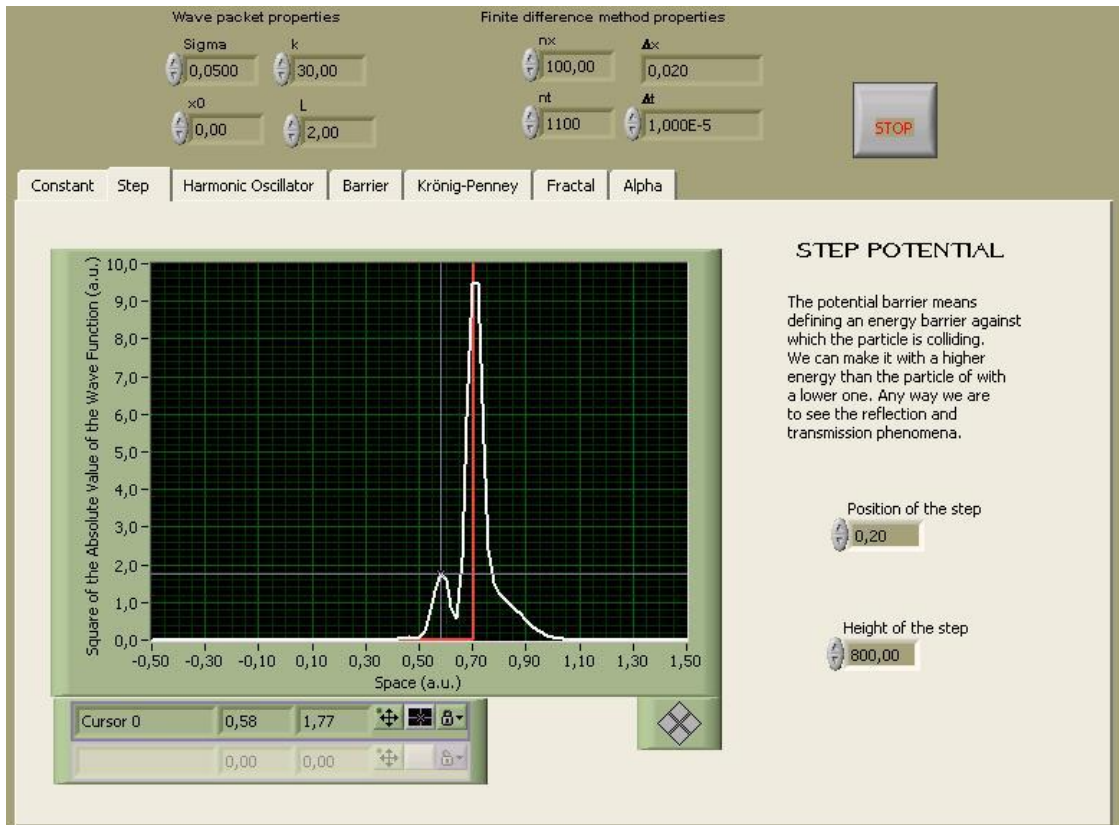 Wave packet properties
Finite difference method properties
Sigma
k
nx
Δx
0,0500
30,00
100,00
0,020
x0
L
nt
Δt
0,00
2,00
1100
1,000E-5
STOP
Constant
Step
Harmonic Oscillator
Barrier
Krönig-Penney
Fractal
Alpha
STEP POTENTIAL
The potential barrier means
defining an energy barrier against
which the particle is colliding.
We can make it with a higher
energy than the particle of with
a lower one. Any way we are
to see the reflection and
transmission phenomena.
Position of the step
0,20
Height of the step
800,00
Square of the Absolute Value of the Wave Function (a.u.)
10,0
9,0
8,0
7,0
6,0
5,0
4,0
3,0
2,0
1,0
0,0
-0,50
-0,30
-0,10
0,10
0,30
0,50
0,70
0,90
1,10
1,30
1,50
Space (a.u.)
Cursor 0
0,58
1,77
0,00
0,00